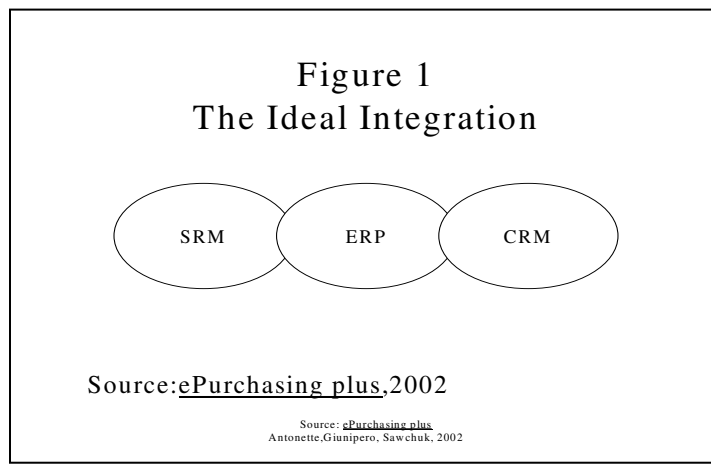 Figure 1
The Ideal Integration
SRM ERP CRM
Source:ePurchasing plus,2002
Source: ePurchasing plus
Antonette,Giunipero, Sawchuk, 2002